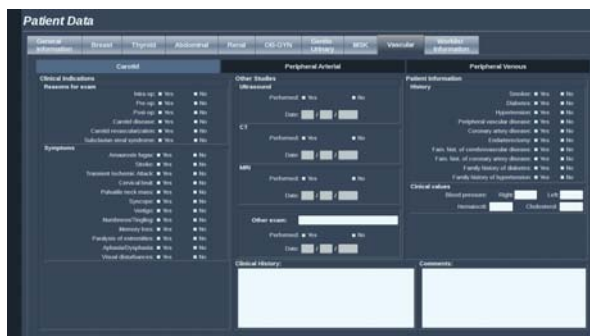 Patient Data
General Information
Breast
Thyroid
Abdominal
Renal
OB-GYN
Genito Urinary
MSK
Vascular
Worklist Information
Carotid
Peripheral Arterial
Peripheral Venous
Clinical Indications
Reasons for exam
Intra-op: Yes No
Pre-op: Yes No
Post-op: Yes No
Carotid disease: Yes No
Carotid revascularization: Yes No
Subclavian steal syndrome: Yes No
Symptoms
Amaurosis fugax: Yes No
Stroke: Yes No
Transient Ischemic Attack: Yes No
Cervical bruit: Yes No
Pulsatile neck mass: Yes No
Syncope: Yes No
Vertigo: Yes No
Numbness/Tingling: Yes No
Memory loss: Yes No
Paralysis of extremities: Yes No
Aphasia/Dysphasia: Yes No
Visual disturbances: Yes No
Other Studies
Ultrasound
Performed: Yes No
Date: / /
CT
Performed: Yes No
Date: / /
MRI
Performed: Yes No
Date: / /
Other exam:
Performed: Yes No
Date: / /
Patient Information
History
Smoke: Yes No
Diabetes: Yes No
Hypertension: Yes No
Peripheral vascular disease: Yes No
Coronary artery disease: Yes No
Endarterectomy: Yes No
Fam. hist. of cerebrovascular disease: Yes No
Fam. hist. of coronary artery disease: Yes No
Family history of diabetes: Yes No
Family history of hypertension: Yes No
Clinical values
Blood pressure: Right: Left:
Hematocrit: Cholesterol:
Clinical History:
Comments: